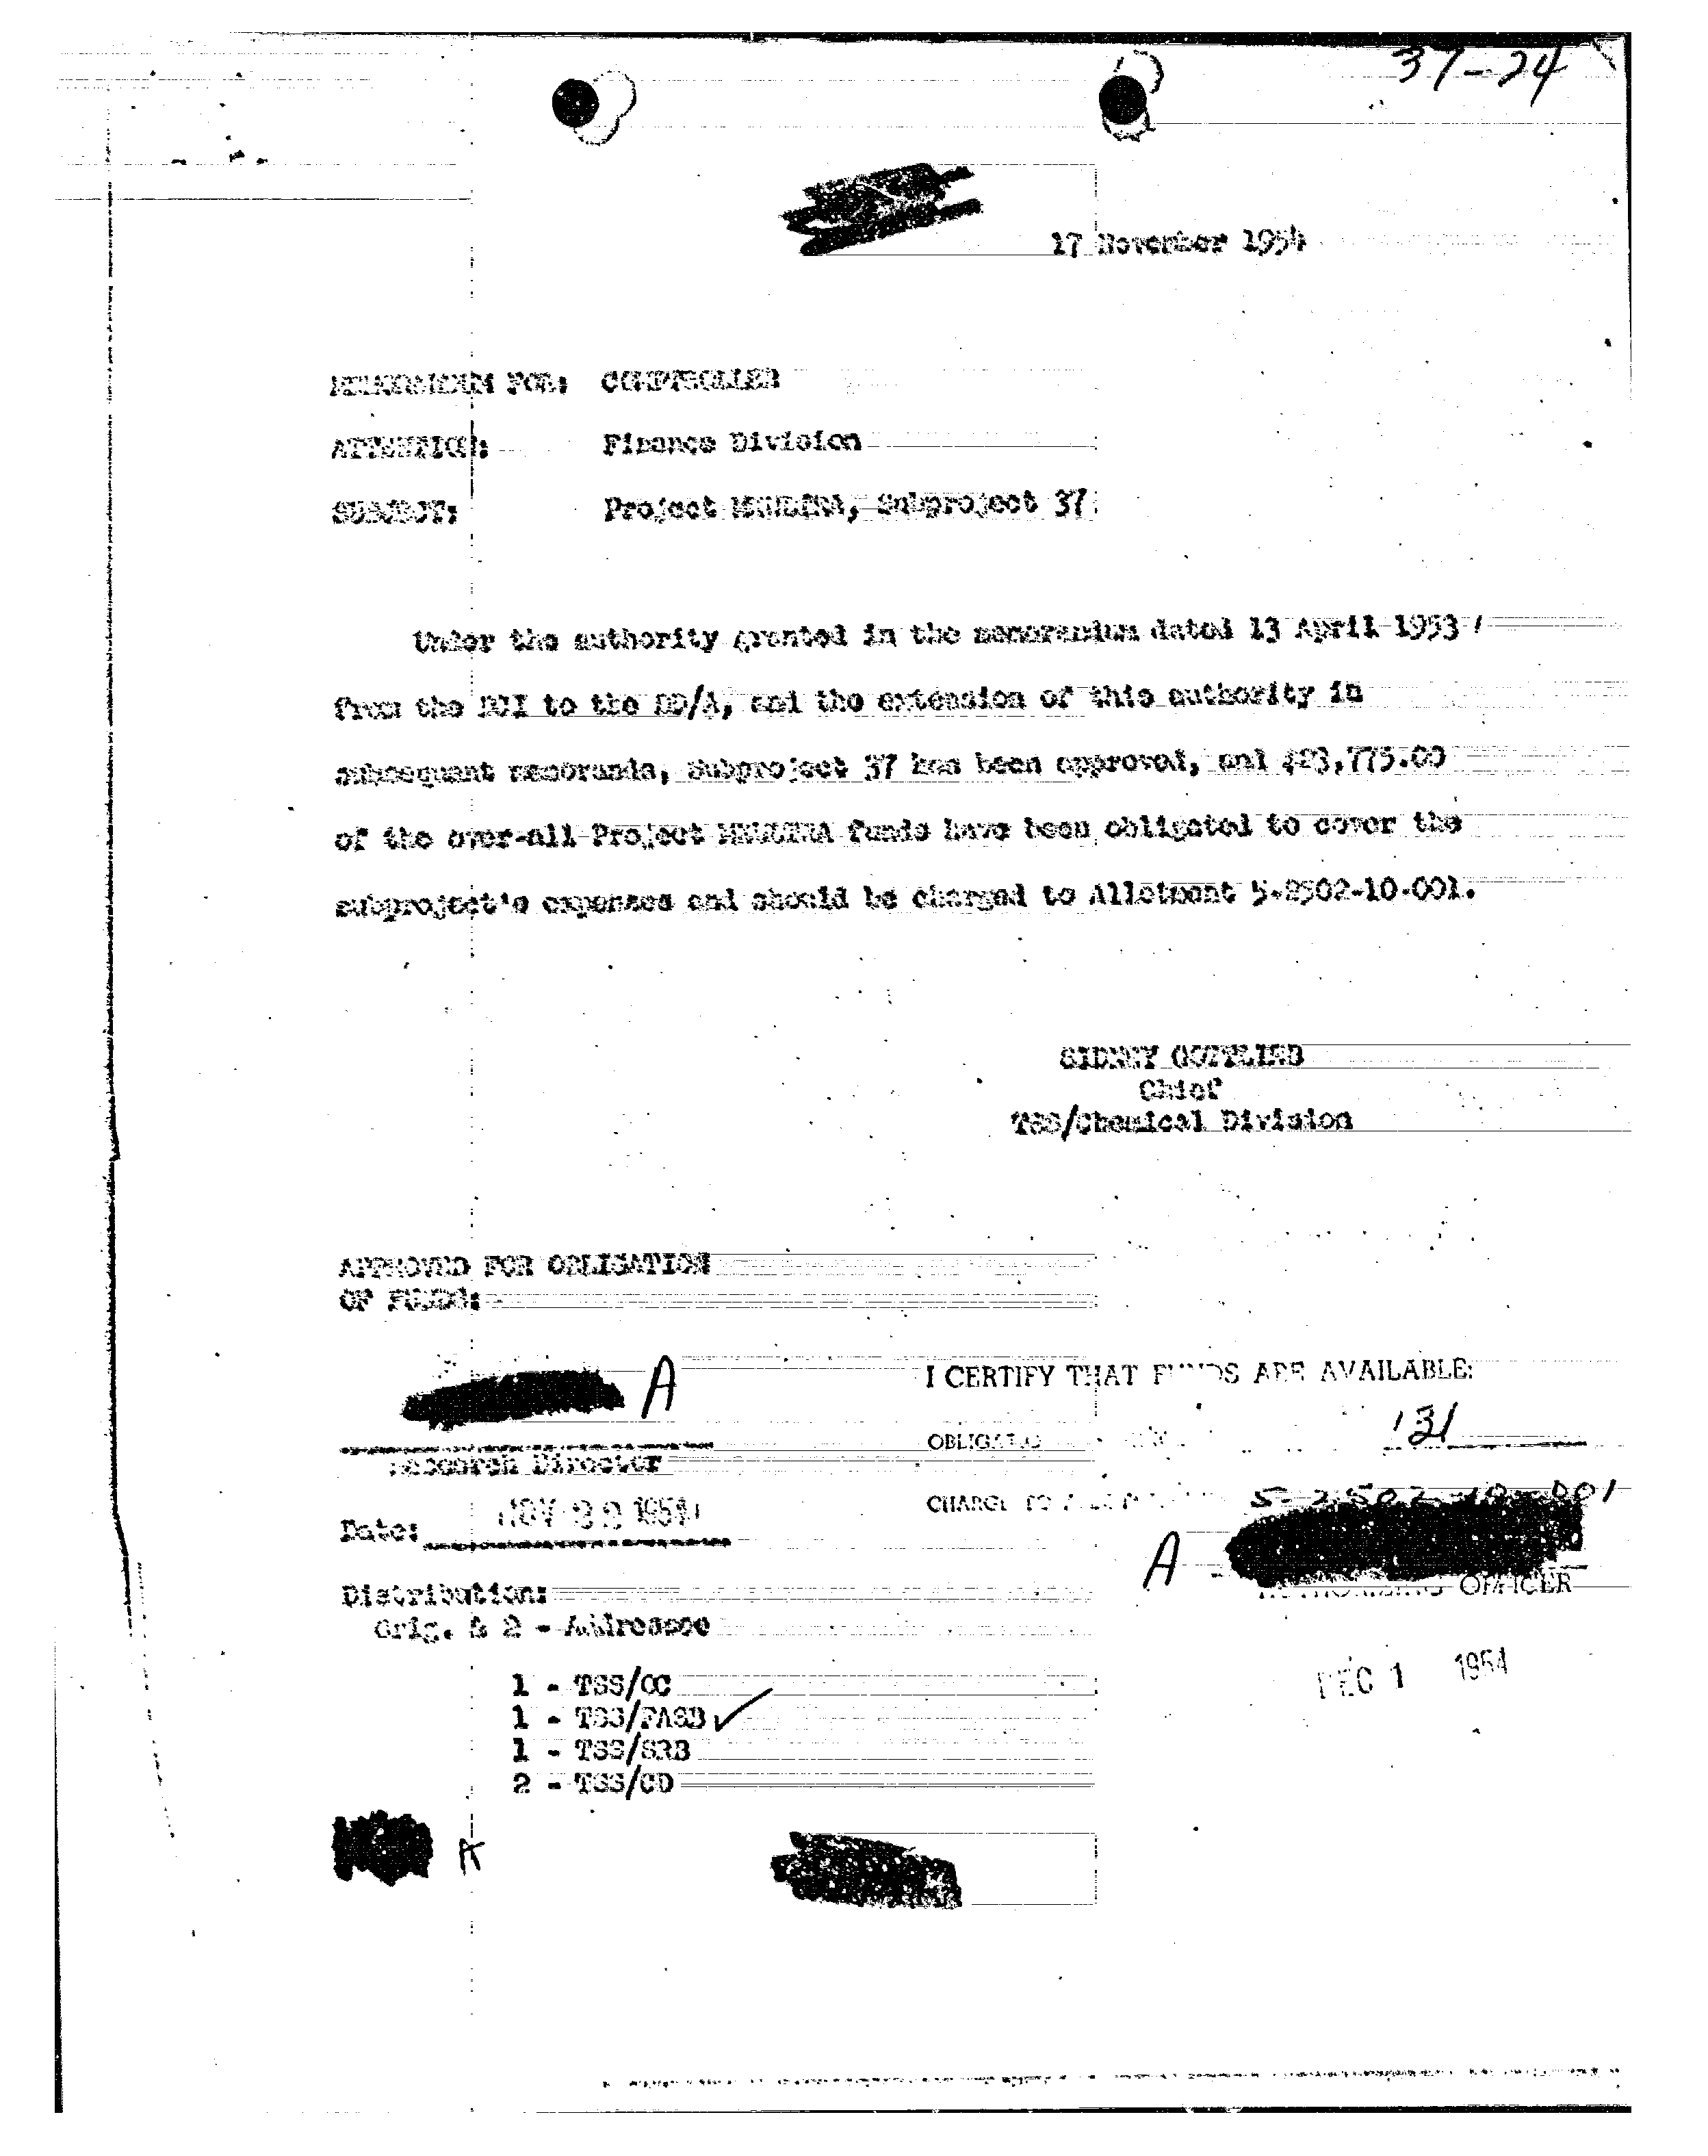 37-24
17 November 1954
MEMORANDUM FOR: COMPTROLLER
ATTENTION: Finance Division
SUBJECT: Project MKULTRA, Subproject 37
Under the authority granted in the memorandum dated 13 April 1953
from the DCI to the DD/A, and the extension of this authority in
subsequent memoranda, Subproject 37 has been approved, and $23,775.00
of the over-all Project MKULTRA funds have been obligated to cover the
subproject's expenses and should be charged to Allotment 5-2502-10-001.
SIDNEY GOTTLIEB
Chief
TSS/Chemical Division
APPROVED FOR OBLIGATION
OF FUNDS:
A
I CERTIFY THAT FUNDS ARE AVAILABLE:
131
Research Director
CHARGE TO 5-2502-10-001
Date: NOV 22 1954
A
AUTHORIZING OFFICER
Distribution:
Orig. & 2 - Addressee
1 - TSS/OC
1 - TSS/FASB
1 - TSS/SRB
2 - TSS/CD
DEC 1 1954
A